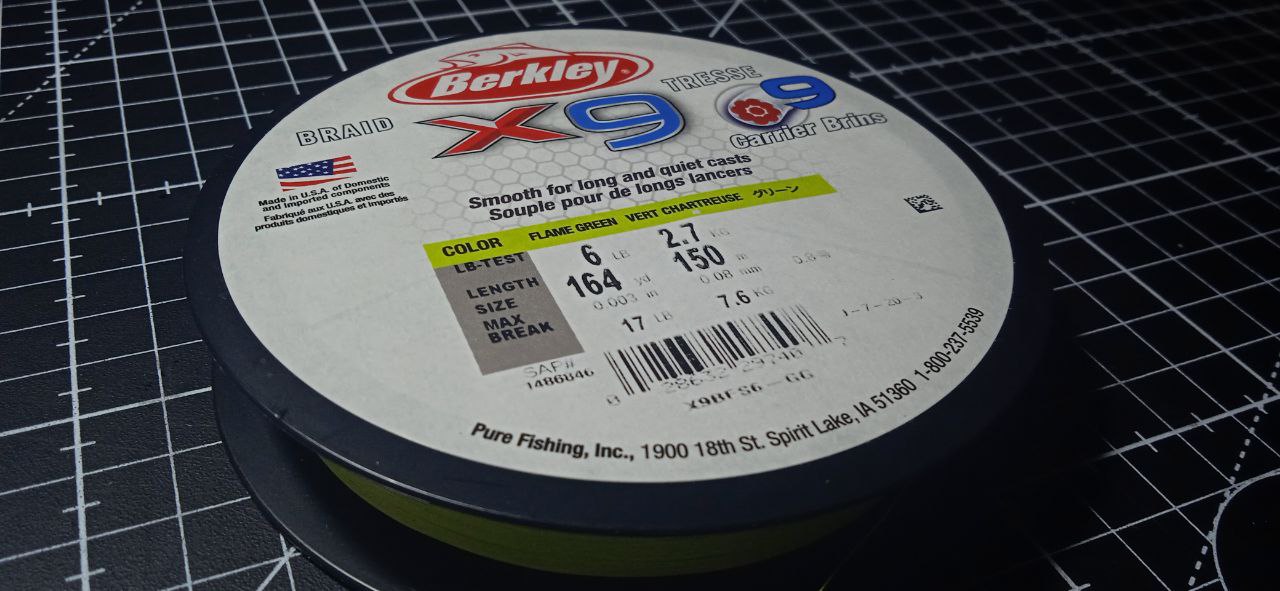 Berkley
BRAID X9 TRESSE
9 Carrier Brins
Made in U.S.A. of Domestic
and Imported components
Fabriqué aux U.S.A. avec des
produits domestiques et importés
Smooth for long and quiet casts
Souple pour de longs lancers
COLOR FLAME GREEN VERT CHARTREUSE グリーン
LB-TEST 6 LB 2.7 KG
LENGTH 164 yd 150 m
SIZE 0.003 in 0.08 mm
MAX
BREAK 17 LB 7.6 KG
SAP#
1486846
X9BFS6-GG
Pure Fishing, Inc., 1900 18th St. Spirit Lake, IA 51360 1-800-237-5539